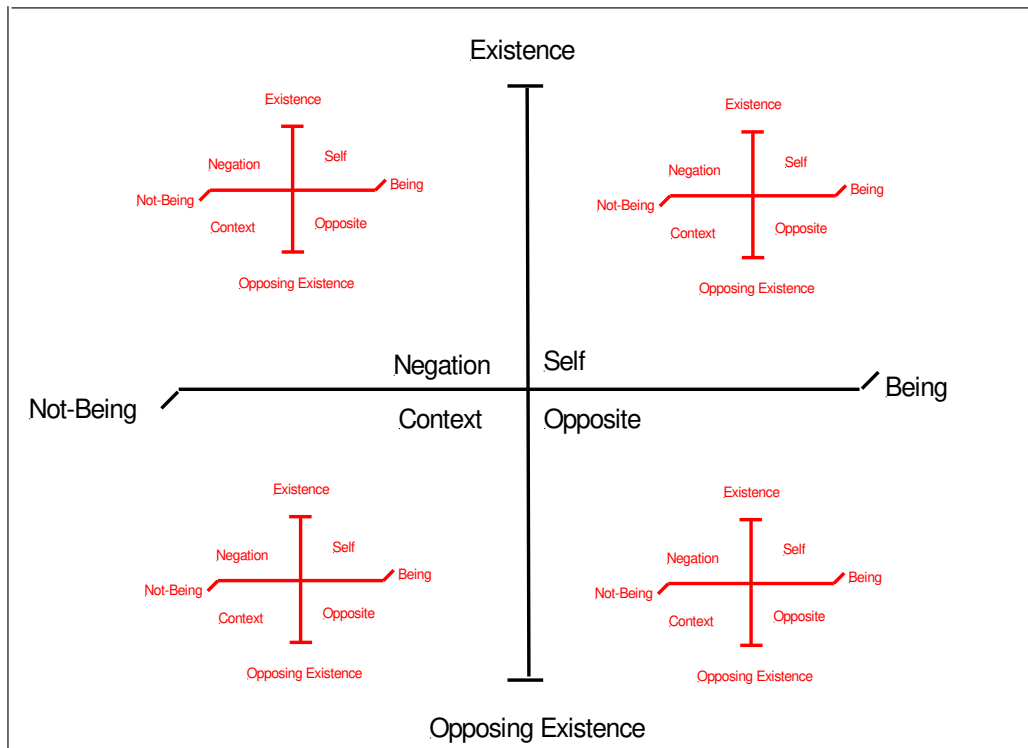 Existence
Existence
Negation
Self
Not-Being
Being
Context
Opposite
Opposing Existence
Existence
Negation
Self
Not-Being
Being
Context
Opposite
Opposing Existence
Negation
Self
Not-Being
Being
Context
Opposite
Existence
Negation
Self
Not-Being
Being
Context
Opposite
Opposing Existence
Existence
Negation
Self
Not-Being
Being
Context
Opposite
Opposing Existence
Opposing Existence